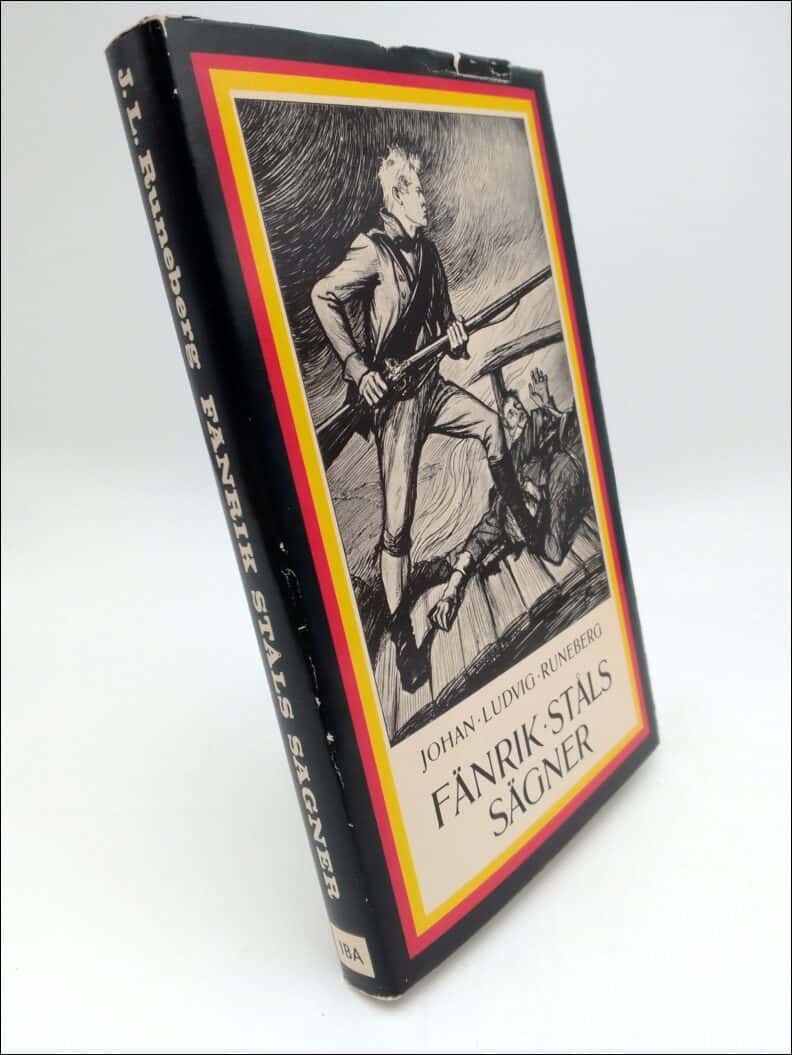 J. L. Runeberg FÄNRIK STÅLS SÄGNER
IBA
JOHAN · LUDVIG · RUNEBERG
FÄNRIK · STÅLS
SÄGNER